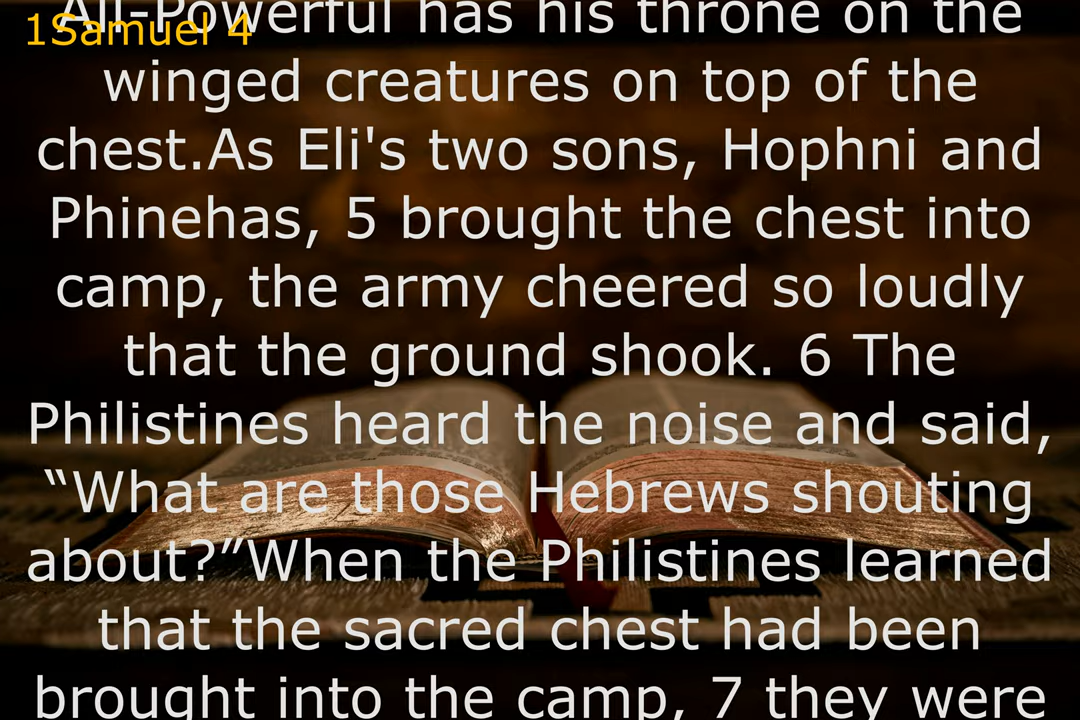 All-Powerful has his throne on the
1Samuel 4
winged creatures on top of the
chest.As Eli's two sons, Hophni and
Phinehas, 5 brought the chest into
camp, the army cheered so loudly
that the ground shook. 6 The
Philistines heard the noise and said,
“What are those Hebrews shouting
about?”When the Philistines learned
that the sacred chest had been
brought into the camp, 7 they were